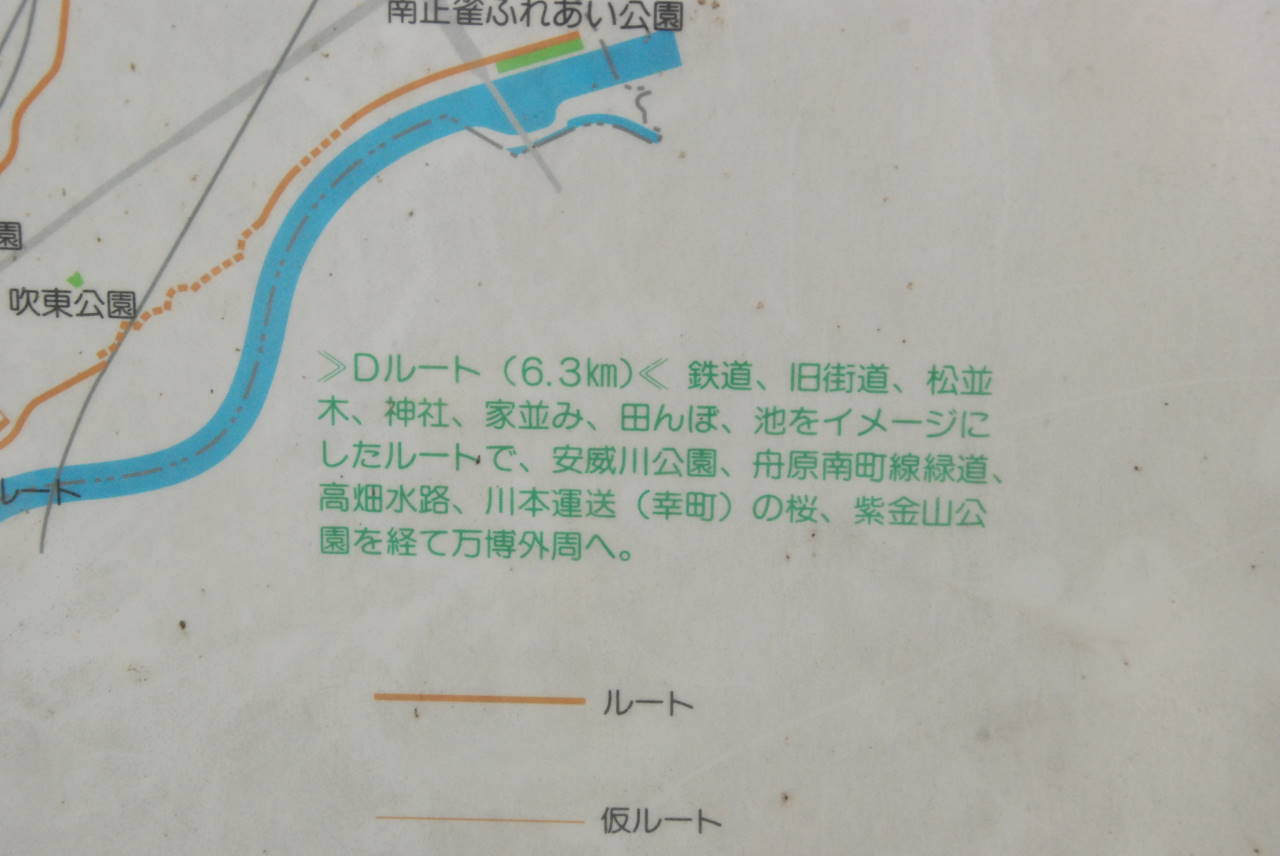 南正雀ふれあい公園
園
吹東公園
≫Dルート（6.3㎞）≪ 鉄道、旧街道、松並
木、神社、家並み、田んぼ、池をイメージに
したルートで、安威川公園、舟原南町線緑道、
高畑水路、川本運送（幸町）の桜、紫金山公
園を経て万博外周へ。
ルート
ルート
仮ルート